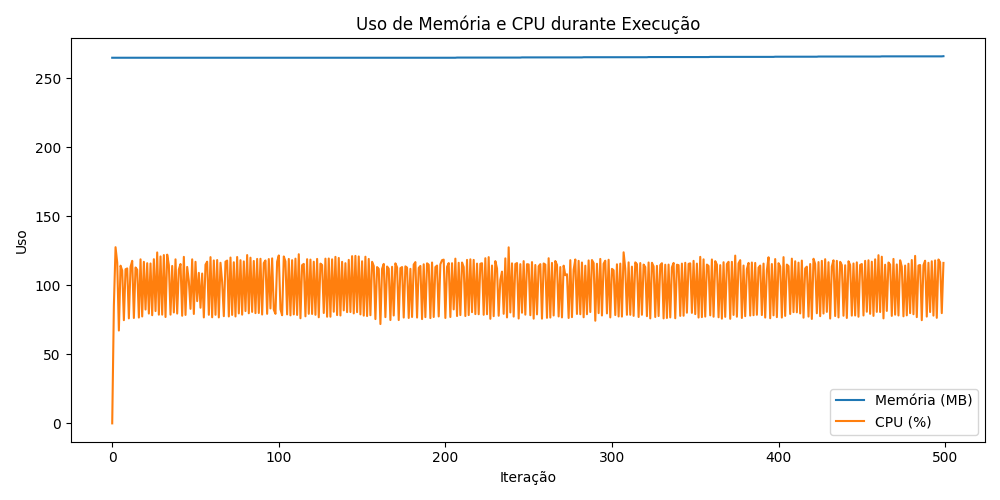 Uso de Memória e CPU durante Execução
Uso
250
200
150
100
50
0
0 100 200 300 400 500
Iteração
Memória (MB)
CPU (%)